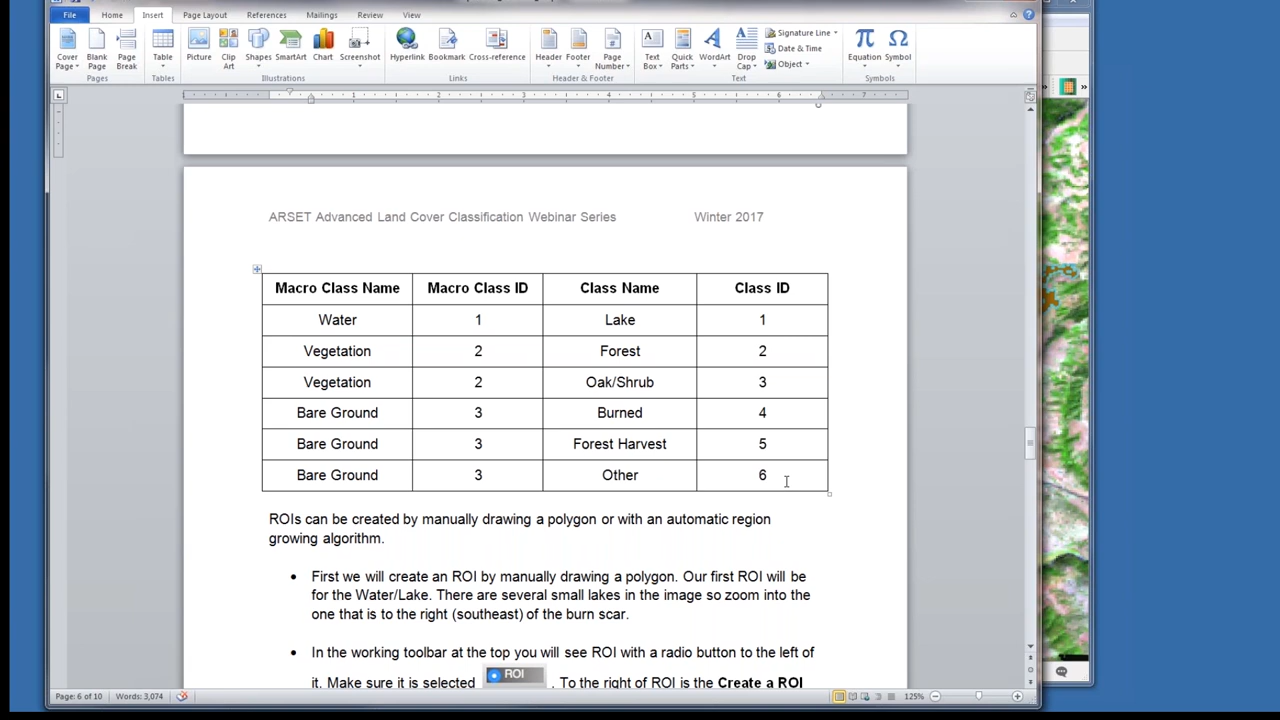 File Home Insert Page Layout References Mailings Review View
Cover Page Blank Page Page Break Table Picture Clip Art Shapes SmartArt Chart Screenshot Hyperlink Bookmark Cross-reference Header Footer Page Number Text Box Quick Parts WordArt Drop Cap Signature Line Date & Time Object Equation Symbol
Pages Tables Illustrations Links Header & Footer Text Symbols
1 1 2 3 4 5 6 7
ARSET Advanced Land Cover Classification Webinar Series Winter 2017
Macro Class Name Macro Class ID Class Name Class ID
Water 1 Lake 1
Vegetation 2 Forest 2
Vegetation 2 Oak/Shrub 3
Bare Ground 3 Burned 4
Bare Ground 3 Forest Harvest 5
Bare Ground 3 Other 6
ROIs can be created by manually drawing a polygon or with an automatic region
growing algorithm.
• First we will create an ROI by manually drawing a polygon. Our first ROI will be
for the Water/Lake. There are several small lakes in the image so zoom into the
one that is to the right (southeast) of the burn scar.
• In the working toolbar at the top you will see ROI with a radio button to the left of
it. Make sure it is selected ROI . To the right of ROI is the Create a ROI
Page: 6 of 10 Words: 3,074 125%